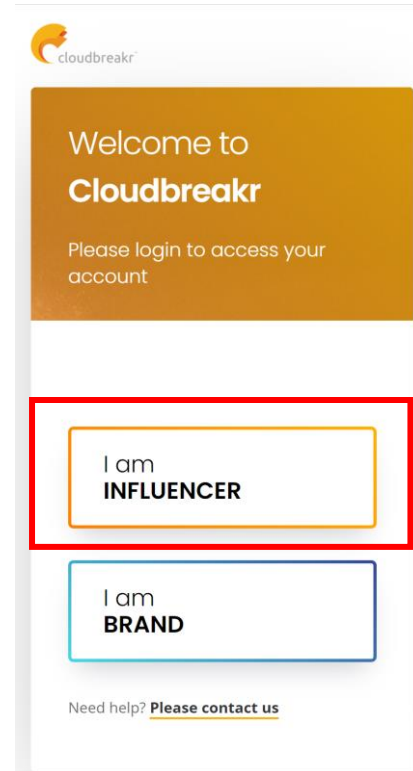 cloudbreakr
Welcome to
Cloudbreakr
Please login to access your
account
I am
INFLUENCER
I am
BRAND
Need help? Please contact us